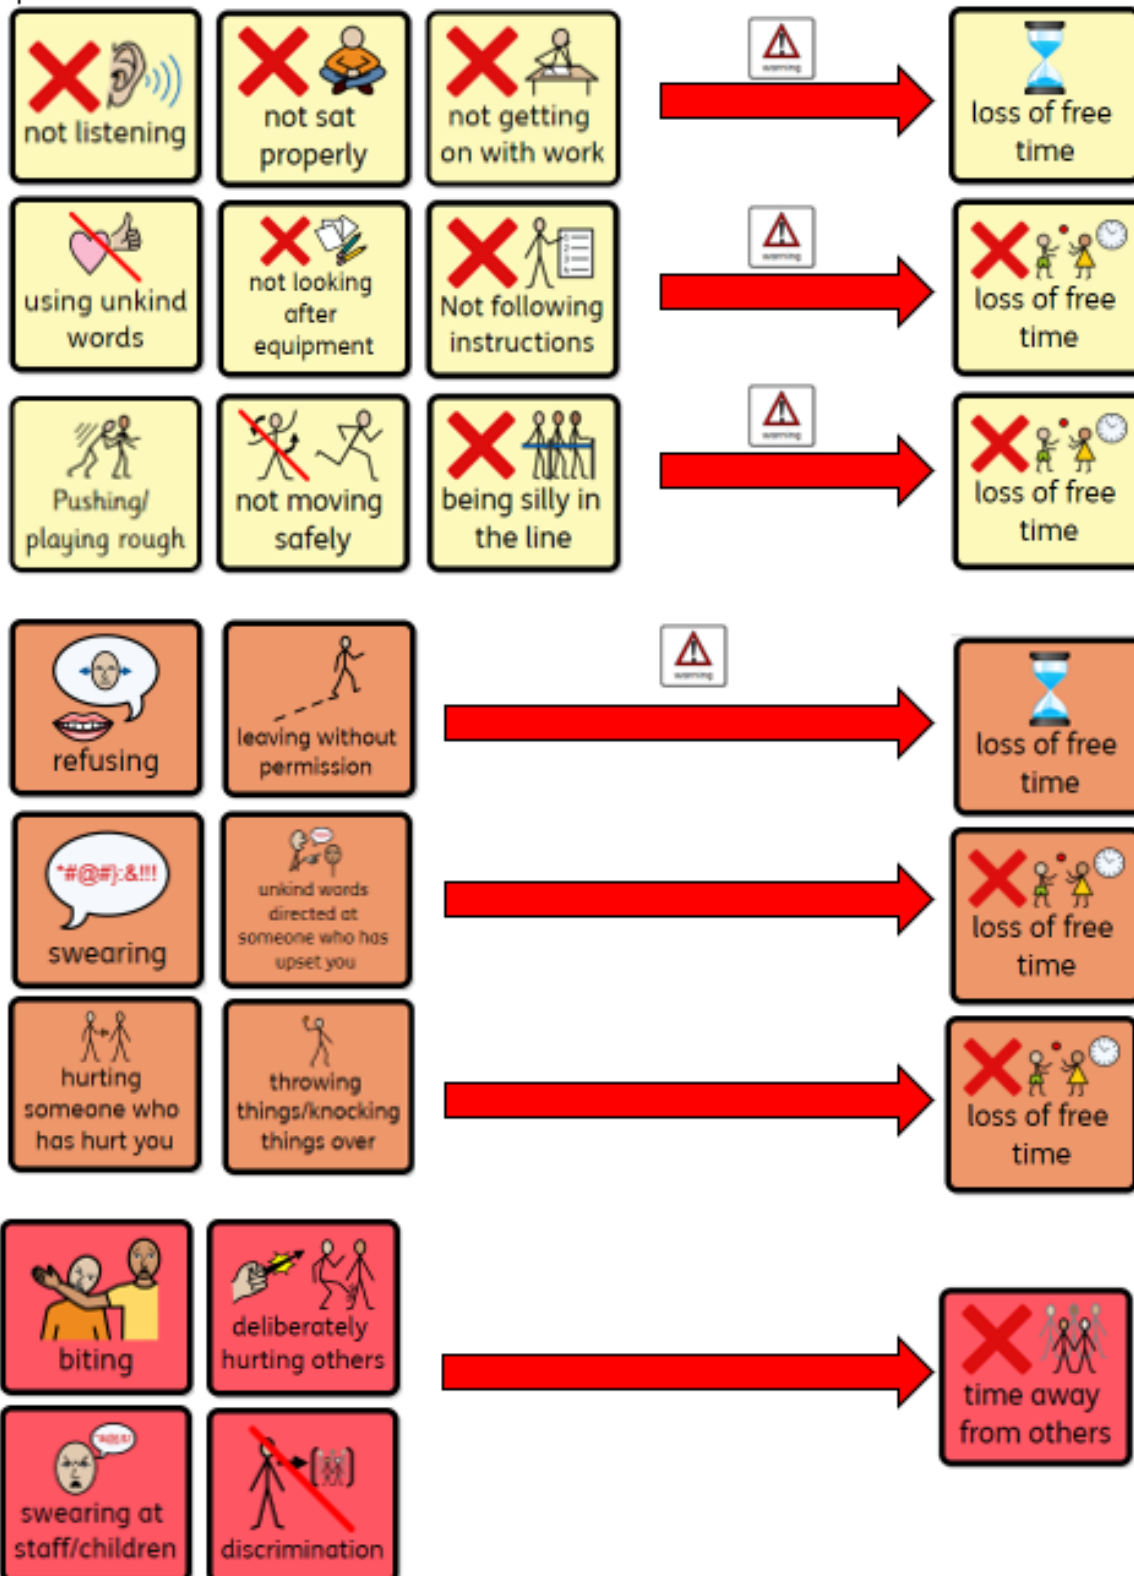 not listening
not sat
properly
not getting
on with work
warning
loss of free
time
using unkind
words
not looking
after
equipment
Not following
instructions
warning
loss of free
time
Pushing/
playing rough
not moving
safely
being silly in
the line
warning
loss of free
time
refusing
leaving without
permission
warning
loss of free
time
*#@#}:&!!!
swearing
unkind words
directed at
someone who has
upset you
loss of free
time
hurting
someone who
has hurt you
throwing
things/knocking
things over
loss of free
time
biting
deliberately
hurting others
time away
from others
swearing at
staff/children
discrimination